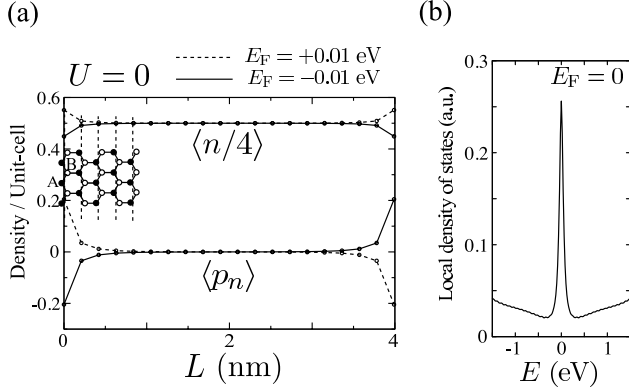 (a)
U = 0
E_F = +0.01 eV
E_F = −0.01 eV
0.6
0.4
0.2
0
-0.2
Density / Unit-cell
A
B
⟨n/4⟩
⟨p_n⟩
0
2
4
L (nm)
(b)
E_F = 0
0.3
0.2
0.1
0
Local density of states (a.u.)
-1
0
1
E (eV)